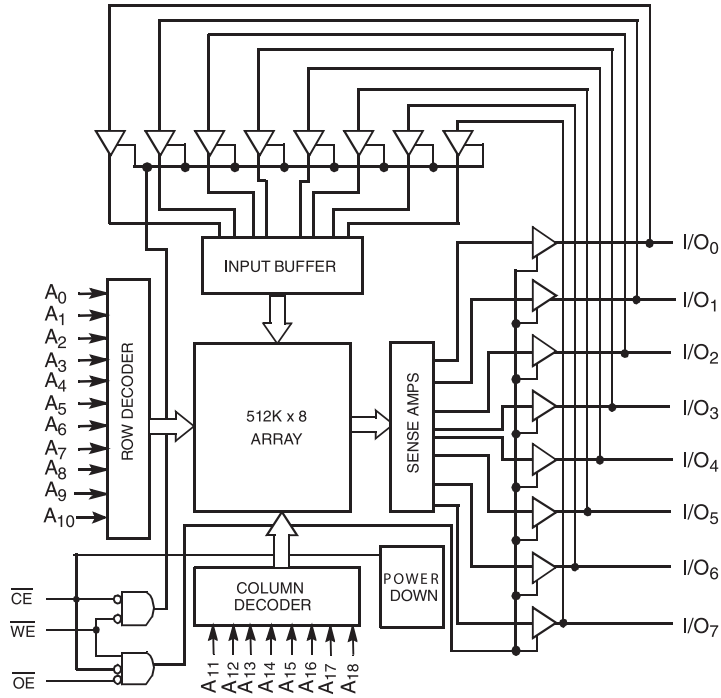 INPUT BUFFER
I/O0
I/O1
I/O2
I/O3
I/O4
I/O5
I/O6
I/O7
A0
A1
A2
A3
A4
A5
A6
A7
A8
A9
A10
ROW DECODER
512K x 8
ARRAY
SENSE AMPS
COLUMN
DECODER
POWER
DOWN
CE
WE
OE
A11
A12
A13
A14
A15
A16
A17
A18